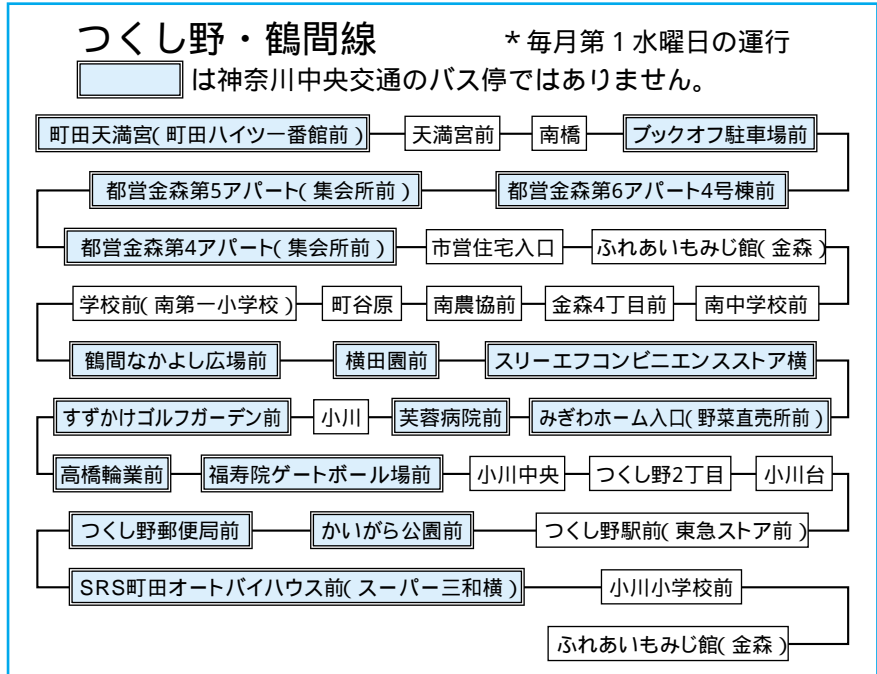 つくし野・鶴間線 *毎月第1水曜日の運行
は神奈川中央交通のバス停ではありません。
町田天満宮(町田ハイツ一番館前) 天満宮前 南橋 ブックオフ駐車場前
都営金森第5アパート(集会所前) 都営金森第6アパート4号棟前
都営金森第4アパート(集会所前) 市営住宅入口 ふれあいもみじ館(金森)
学校前(南第一小学校) 町谷原 南農協前 金森4丁目前 南中学校前
鶴間なかよし広場前 横田園前 スリーエフコンビニエンスストア横
すずかけゴルフガーデン前 小川 芙蓉病院前 みぎわホーム入口(野菜直売所前)
高橋輪業前 福寿院ゲートボール場前 小川中央 つくし野2丁目 小川台
つくし野郵便局前 かいがら公園前 つくし野駅前(東急ストア前)
SRS町田オートバイハウス前(スーパー三和横) 小川小学校前
ふれあいもみじ館(金森)